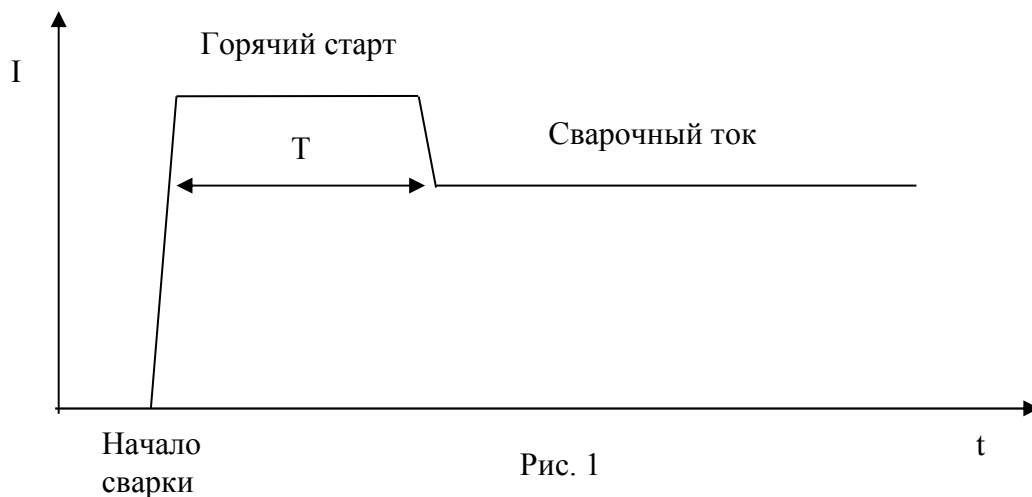 Горячий старт
I
Сварочный ток
T
Начало
сварки
Рис. 1
t